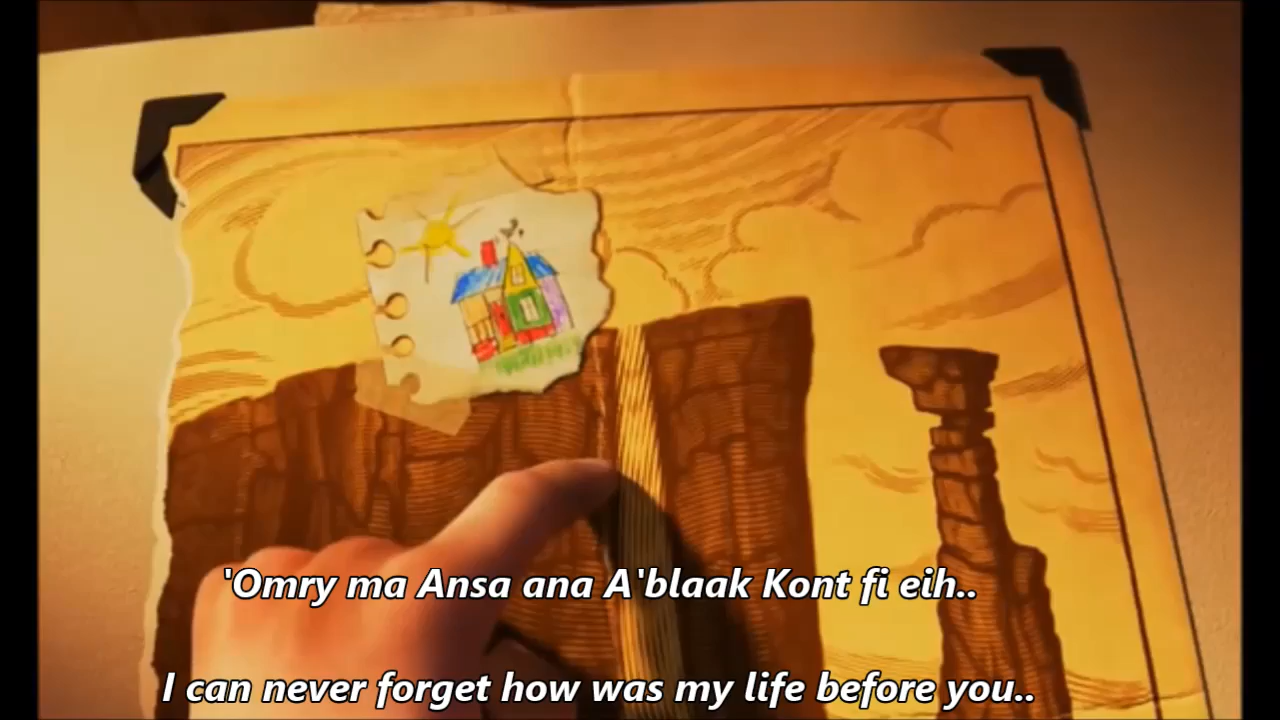 'Omry ma Ansa ana A'blaak Kont fi eih..
I can never forget how was my life before you..